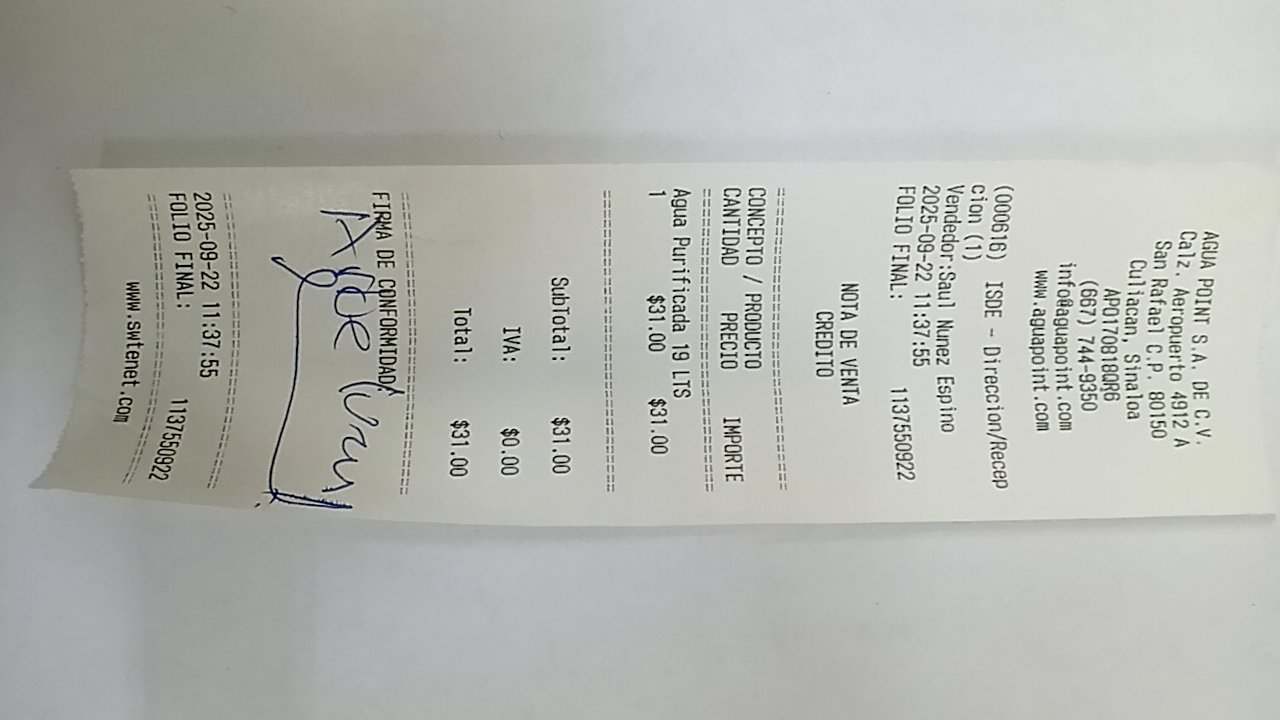 AGUA POINT S.A. DE C.V.
Calz. Aeropuerto 4912 A
San Rafael C.P. 80150
Culiacan, Sinaloa
APO170818QR6
(667) 744-9350
info@aguapoint.com
www.aguapoint.com
(000616) ISDE - Direccion/Recep
cion (1)
Vendedor:Saul Nunez Espino
2025-09-22 11:37:55
FOLIO FINAL: 1137550922
NOTA DE VENTA
CREDITO
CONCEPTO / PRODUCTO
CANTIDAD PRECIO IMPORTE
Agua Purificada 19 LTS
1 $31.00 $31.00
SubTotal: $31.00
IVA: $0.00
Total: $31.00
FIRMA DE CONFORMIDAD:
2025-09-22 11:37:55
FOLIO FINAL: 1137550922
www.swtenet.com